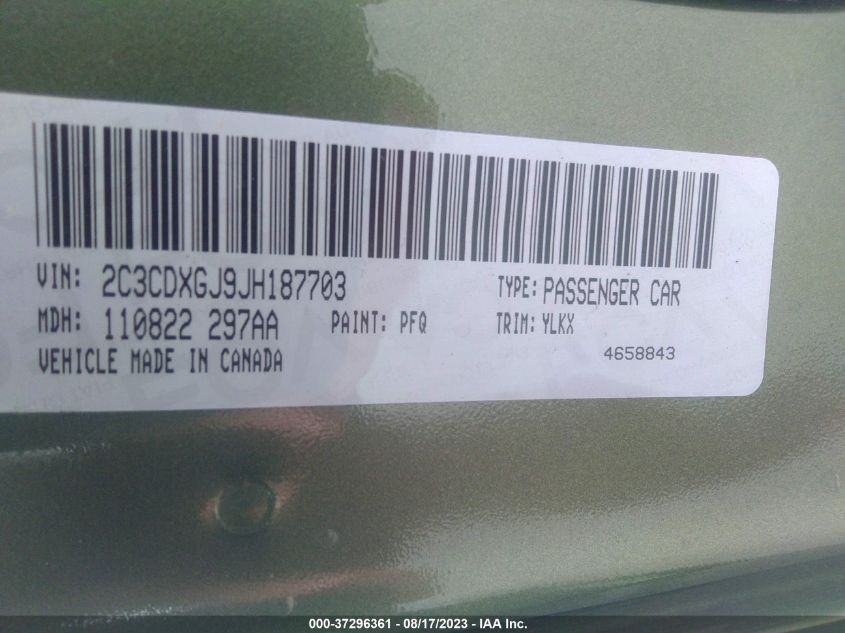 VIN: 2C3CDXGJ9JH187703 TYPE: PASSENGER CAR
MDH: 110822 297AA PAINT: PFQ TRIM: YLKX
VEHICLE MADE IN CANADA 4658843
000-37296361 - 08/17/2023 - IAA Inc.